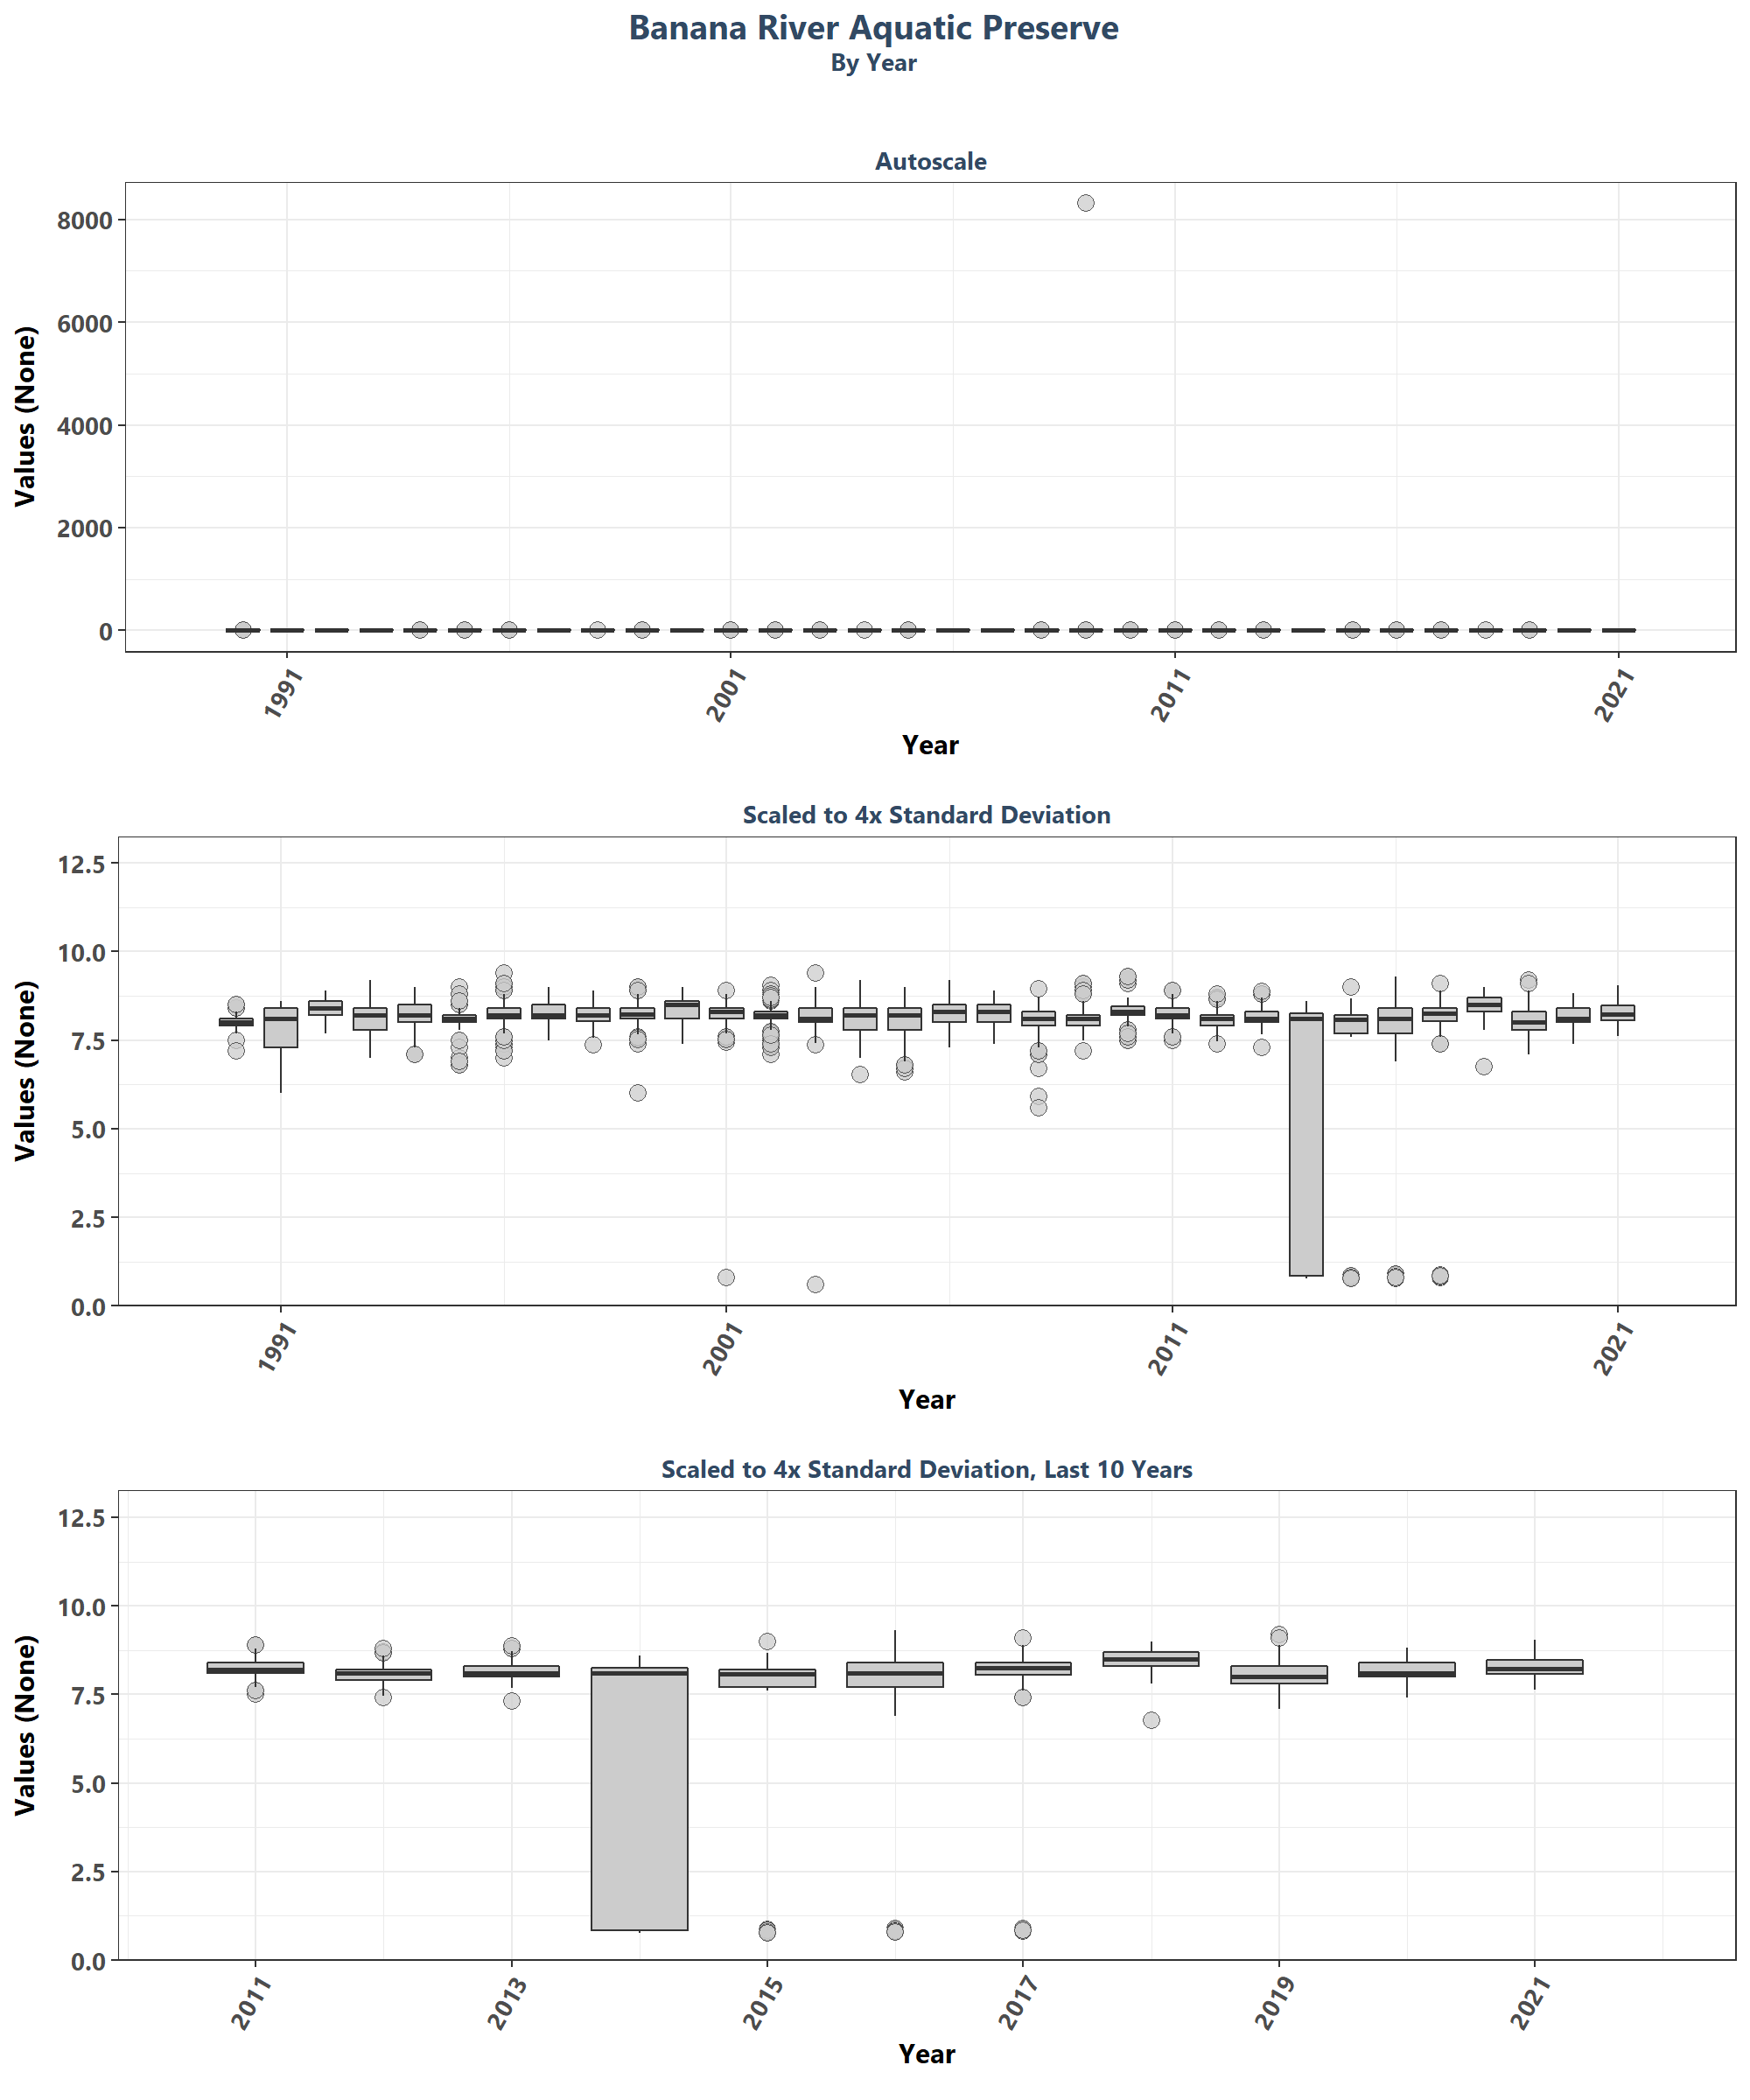 Banana River Aquatic Preserve
By Year
Autoscale
Values (None)
8000
6000
4000
2000
0
1991
2001
2011
2021
Year
Scaled to 4x Standard Deviation
Values (None)
12.5
10.0
7.5
5.0
2.5
0.0
1991
2001
2011
2021
Year
Scaled to 4x Standard Deviation, Last 10 Years
Values (None)
12.5
10.0
7.5
5.0
2.5
0.0
2011
2013
2015
2017
2019
2021
Year